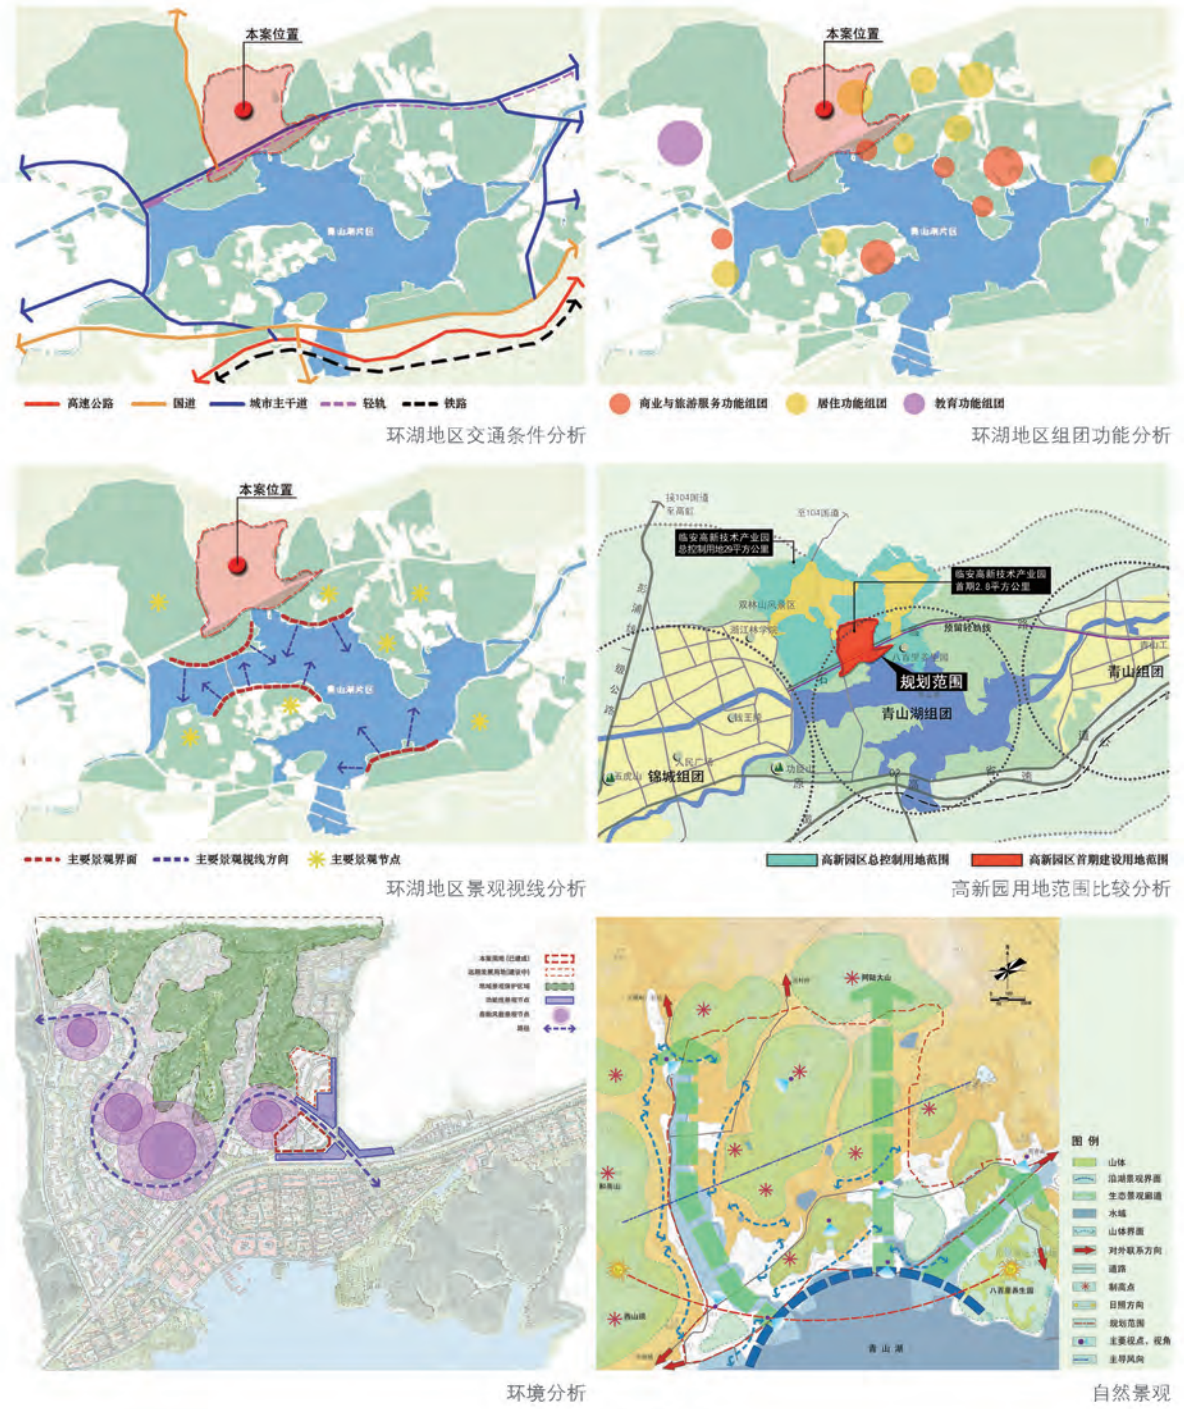 本案位置
青山湖片区
高速公路
国道
城市主干道
轻轨
铁路
环湖地区交通条件分析
本案位置
青山湖片区
商业与旅游服务功能组团
居住功能组团
教育功能组团
环湖地区组团功能分析
本案位置
青山湖片区
主要景观界面
主要景观视线方向
主要景观节点
环湖地区景观视线分析
接104国道
至高虹
至104国道
临安高新技术产业园
总控制用地29平方公里
临安高新技术产业园
首期2.6平方公里
双林山风景区
浙江林学院
预留轻轨线
规划范围
青山组团
青山湖组团
钱王陵
人民广场
功臣山
五虎山
锦城组团
高新园区总控制用地范围
高新园区首期建设用地范围
高新园用地范围比较分析
环境分析
阿陆大山
八百里养生园
青山湖
图例
山体
沿湖景观界面
生态景观廊道
水域
山体界面
对外联系方向
道路
制高点
日照方向
规划范围
主要视点、视角
主导风向
自然景观